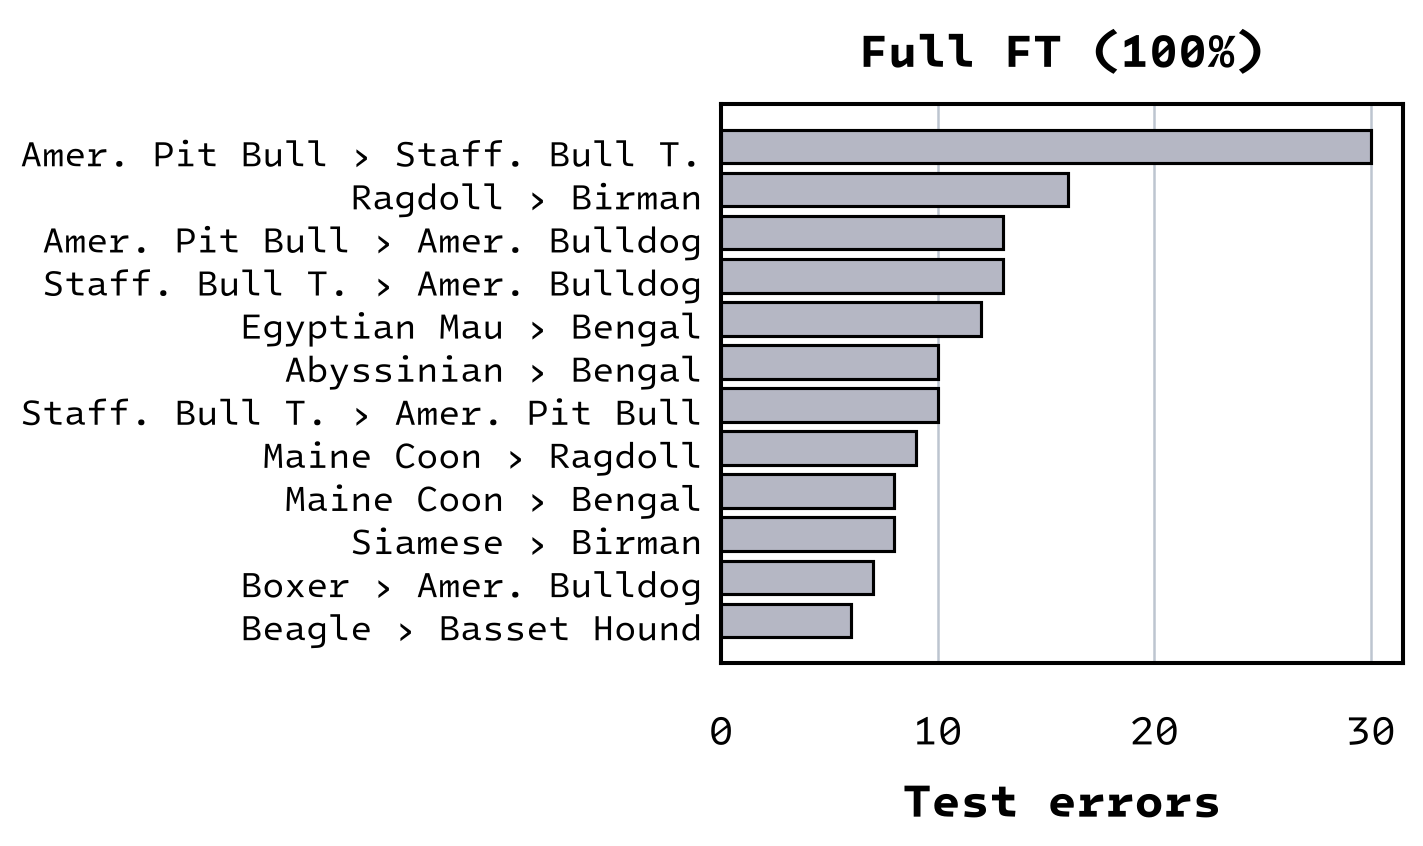 Full FT (100%)
Amer. Pit Bull › Staff. Bull T.
Ragdoll › Birman
Amer. Pit Bull › Amer. Bulldog
Staff. Bull T. › Amer. Bulldog
Egyptian Mau › Bengal
Abyssinian › Bengal
Staff. Bull T. › Amer. Pit Bull
Maine Coon › Ragdoll
Maine Coon › Bengal
Siamese › Birman
Boxer › Amer. Bulldog
Beagle › Basset Hound
0 10 20 30
Test errors